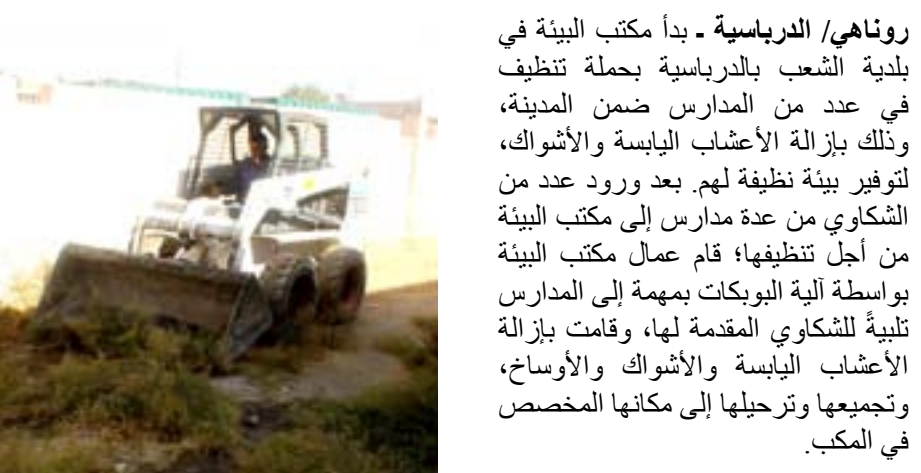 روناهي/ الدرباسية ـ بدأ مكتب البيئة في
بلدية الشعب بالدرباسية بحملة تنظيف
في عدد من المدارس ضمن المدينة،
وذلك بإزالة الأعشاب اليابسة والأشواك،
لتوفير بيئة نظيفة لهم. بعد ورود عدد من
الشكاوي من عدة مدارس إلى مكتب البيئة
من أجل تنظيفها؛ قام عمال مكتب البيئة
بواسطة آلية البوبكات بمهمة إلى المدارس
تلبيةً للشكاوي المقدمة لها، وقامت بإزالة
الأعشاب اليابسة والأشواك والأوساخ،
وتجميعها وترحيلها إلى مكانها المخصص
في المكب.